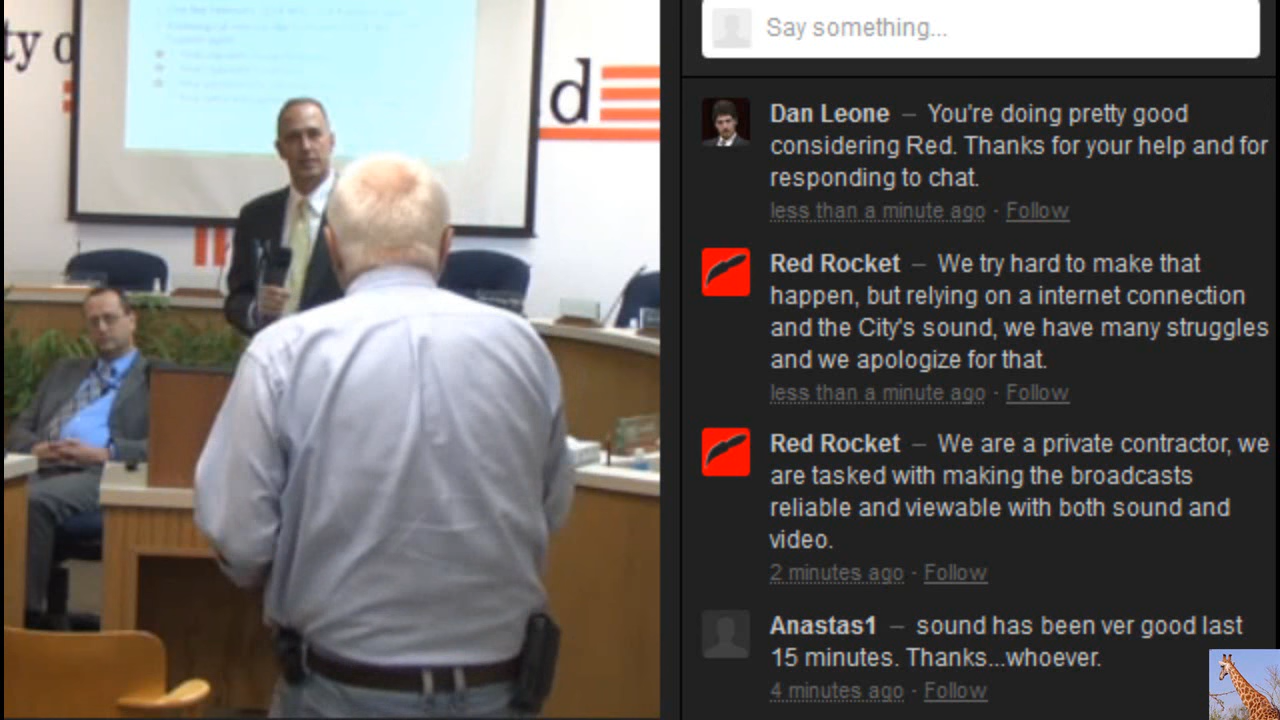 ty o
d
Say something...
Dan Leone – You're doing pretty good
considering Red. Thanks for your help and for
responding to chat.
less than a minute ago · Follow
Red Rocket – We try hard to make that
happen, but relying on a internet connection
and the City's sound, we have many struggles
and we apologize for that.
less than a minute ago · Follow
Red Rocket – We are a private contractor, we
are tasked with making the broadcasts
reliable and viewable with both sound and
video.
2 minutes ago · Follow
Anastas1 – sound has been ver good last
15 minutes. Thanks...whoever.
4 minutes ago · Follow